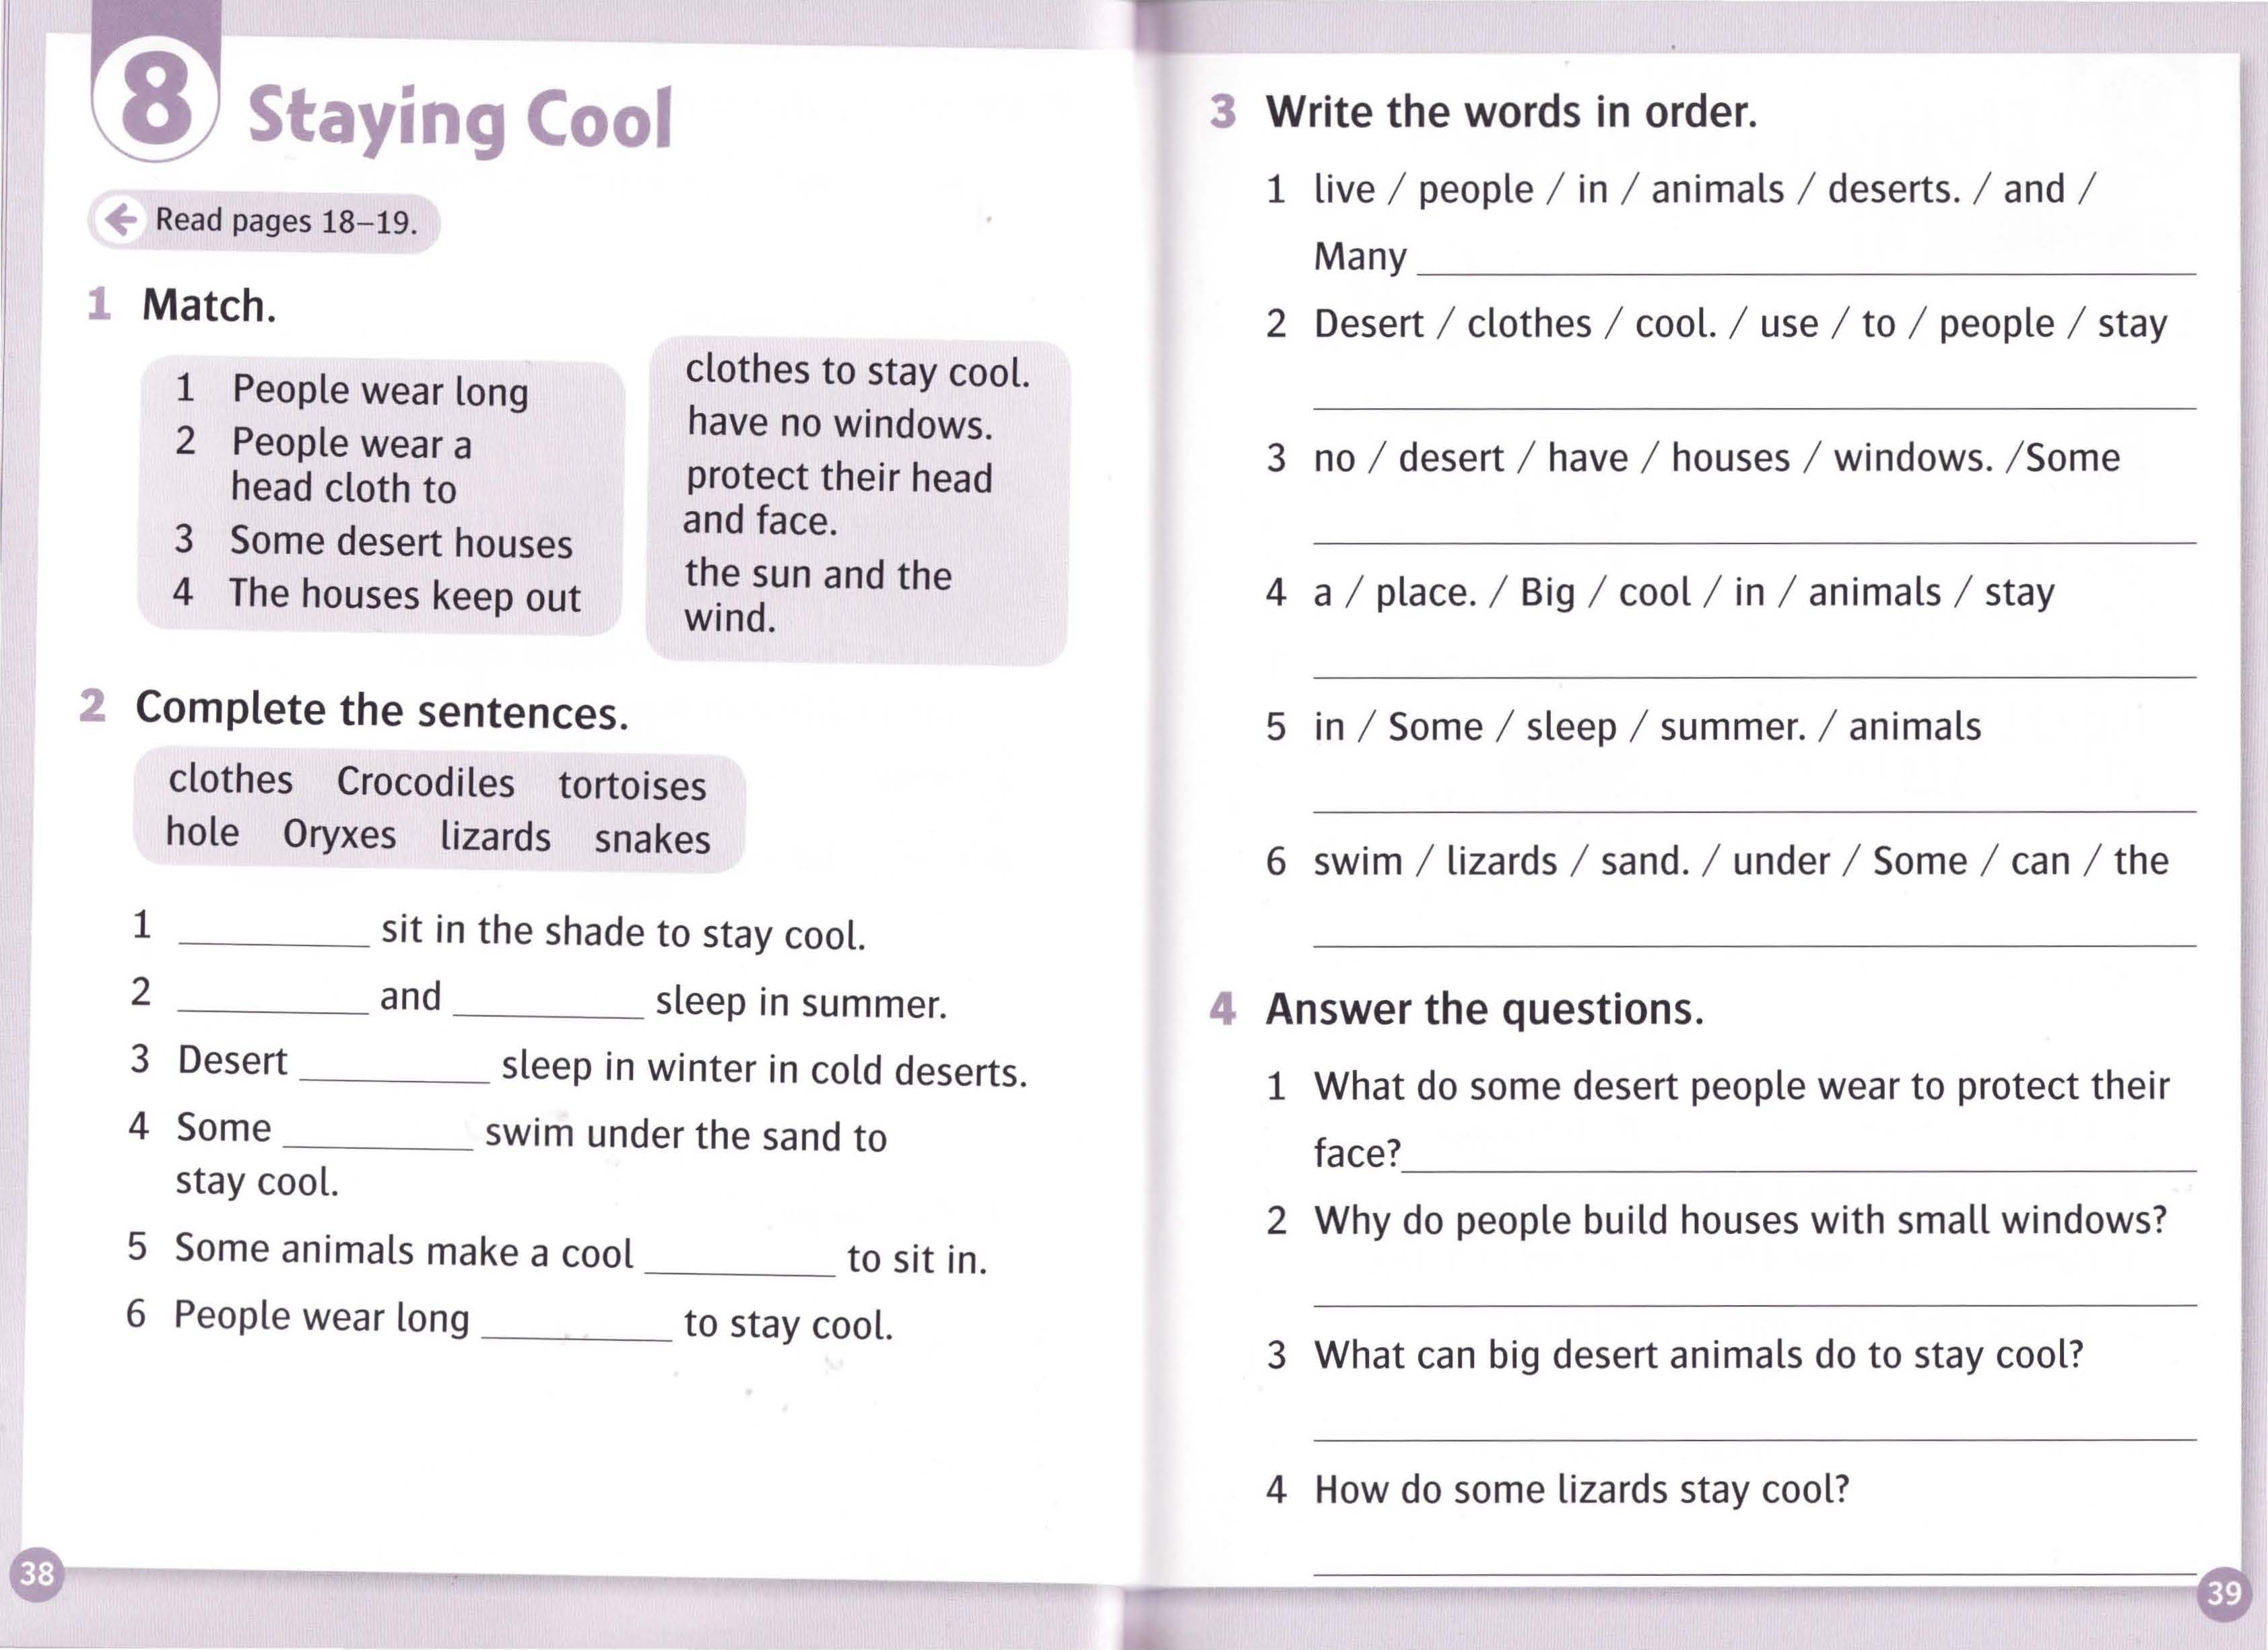 8 Staying Cool
Read pages 18–19.
1 Match.
1 People wear long
2 People wear a
head cloth to
3 Some desert houses
4 The houses keep out
clothes to stay cool.
have no windows.
protect their head
and face.
the sun and the
wind.
2 Complete the sentences.
clothes Crocodiles tortoises
hole Oryxes lizards snakes
1 __________ sit in the shade to stay cool.
2 __________ and __________ sleep in summer.
3 Desert __________ sleep in winter in cold deserts.
4 Some __________ swim under the sand to
stay cool.
5 Some animals make a cool __________ to sit in.
6 People wear long __________ to stay cool.
38
3 Write the words in order.
1 live / people / in / animals / deserts. / and /
Many __________
2 Desert / clothes / cool. / use / to / people / stay
3 no / desert / have / houses / windows. /Some
4 a / place. / Big / cool / in / animals / stay
5 in / Some / sleep / summer. / animals
6 swim / lizards / sand. / under / Some / can / the
4 Answer the questions.
1 What do some desert people wear to protect their
face? __________
2 Why do people build houses with small windows?
3 What can big desert animals do to stay cool?
4 How do some lizards stay cool?
39